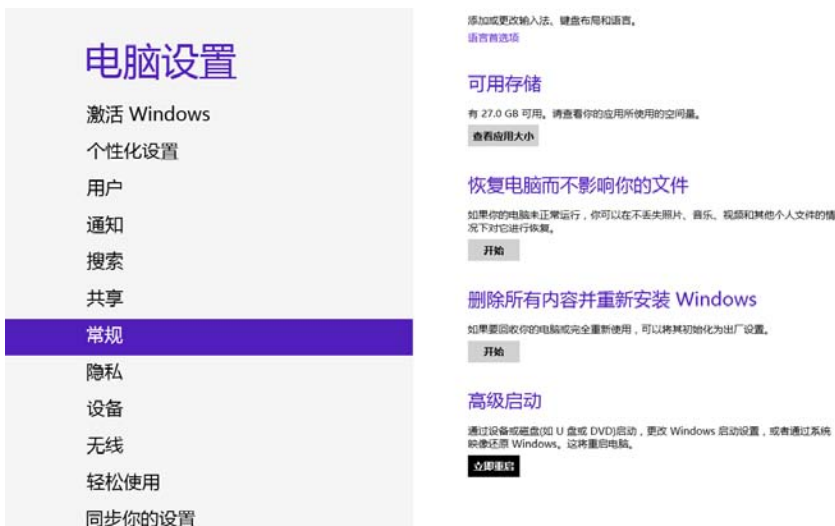 电脑设置
激活 Windows
个性化设置
用户
通知
搜索
共享
常规
隐私
设备
无线
轻松使用
同步你的设置
添加或更改输入法、键盘布局和语言。
语言首选项
可用存储
有 27.0 GB 可用。请查看你的应用所使用的空间量。
查看应用大小
恢复电脑而不影响你的文件
如果你的电脑未正常运行，你可以在不丢失照片、音乐、视频和其他个人文件的情
况下对它进行恢复。
开始
删除所有内容并重新安装 Windows
如果要回收你的电脑或完全重新使用，可以将其初始化为出厂设置。
开始
高级启动
通过设备或磁盘(如 U 盘或 DVD)启动，更改 Windows 启动设置，或者通过系统
映像还原 Windows。这将重启电脑。
立即重启